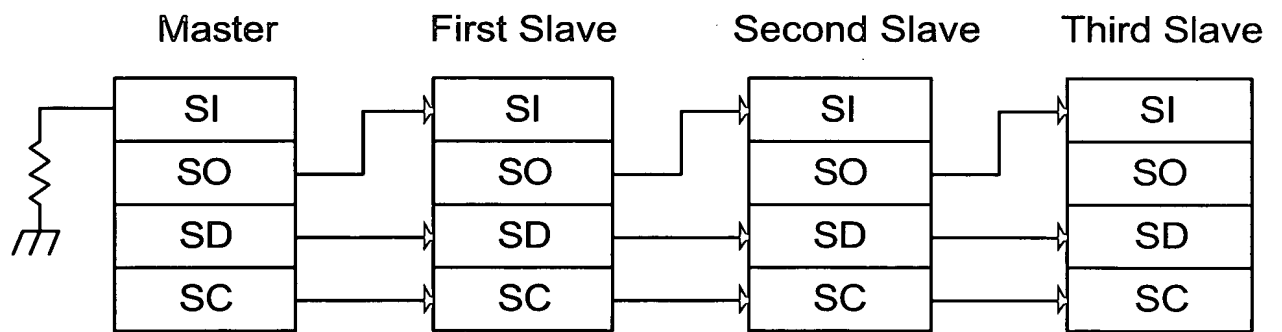 Master First Slave Second Slave Third Slave
SI SI SI SI
SO SO SO SO
SD SD SD SD
SC SC SC SC